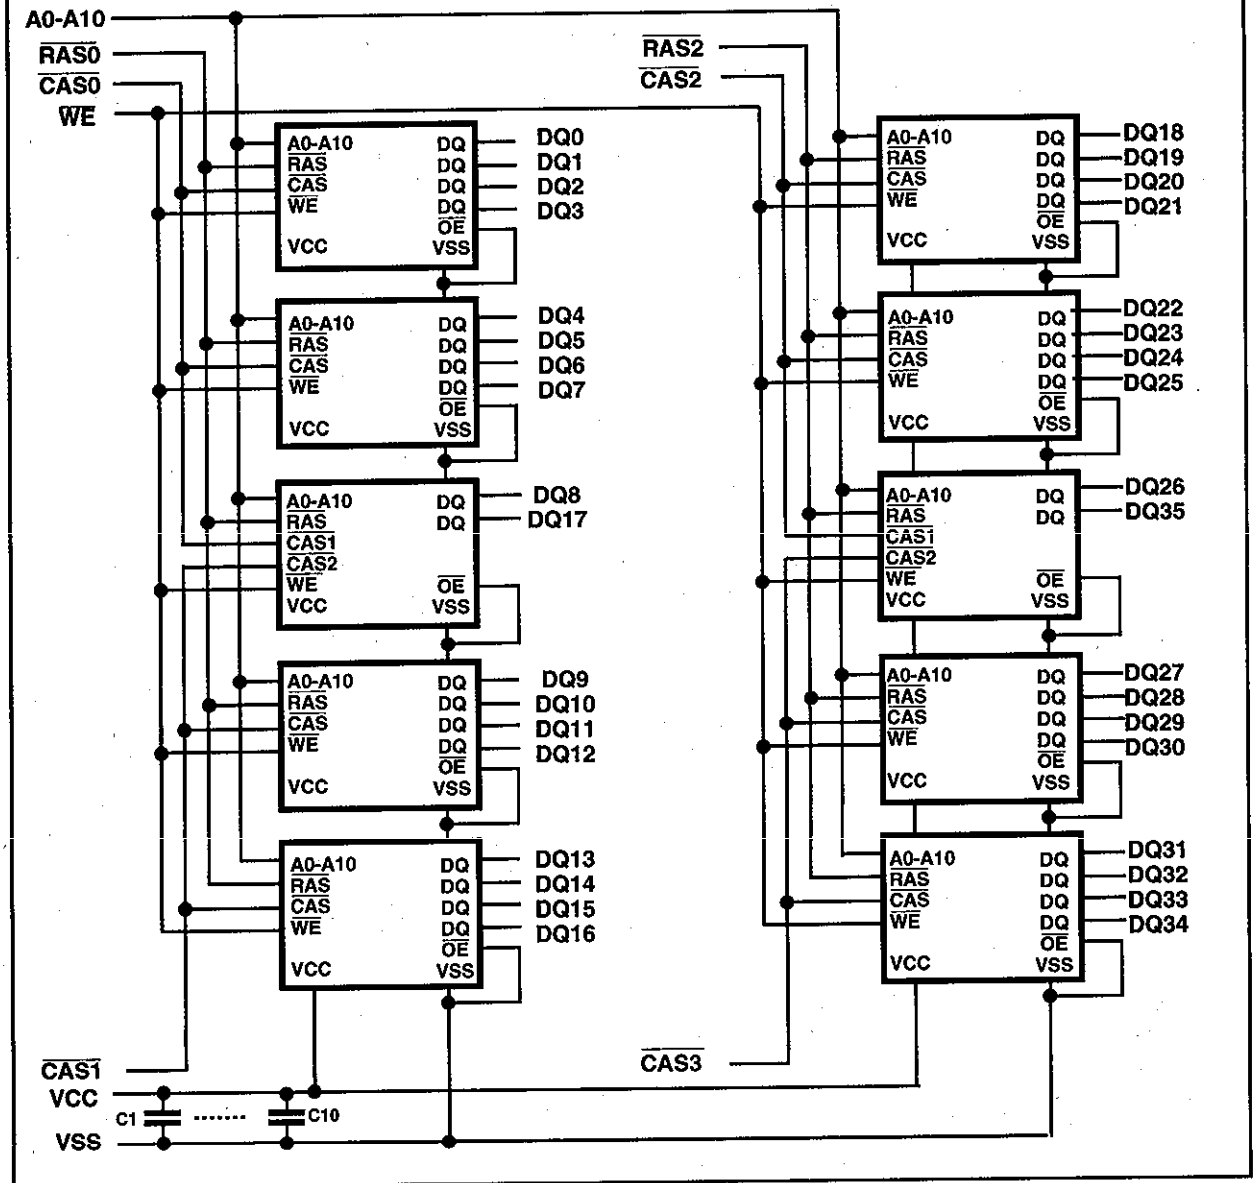 A0-A10
RAS0
CAS0
WE
RAS2
CAS2
A0-A10 DQ DQ0
RAS DQ DQ1
CAS DQ DQ2
WE DQ DQ3
OE
VCC VSS
A0-A10 DQ DQ4
RAS DQ DQ5
CAS DQ DQ6
WE DQ DQ7
OE
VCC VSS
A0-A10 DQ DQ8
RAS DQ DQ17
CAS1
CAS2
WE OE
VCC VSS
A0-A10 DQ DQ9
RAS DQ DQ10
CAS DQ DQ11
WE DQ DQ12
OE
VCC VSS
A0-A10 DQ DQ13
RAS DQ DQ14
CAS DQ DQ15
WE DQ DQ16
OE
VCC VSS
A0-A10 DQ DQ18
RAS DQ DQ19
CAS DQ DQ20
WE DQ DQ21
OE
VCC VSS
A0-A10 DQ DQ22
RAS DQ DQ23
CAS DQ DQ24
WE DQ DQ25
OE
VCC VSS
A0-A10 DQ DQ26
RAS DQ DQ35
CAS1
CAS2
WE OE
VCC VSS
A0-A10 DQ DQ27
RAS DQ DQ28
CAS DQ DQ29
WE DQ DQ30
OE
VCC VSS
A0-A10 DQ DQ31
RAS DQ DQ32
CAS DQ DQ33
WE DQ DQ34
OE
VCC VSS
CAS1
CAS3
VCC
C1 ....... C10
VSS